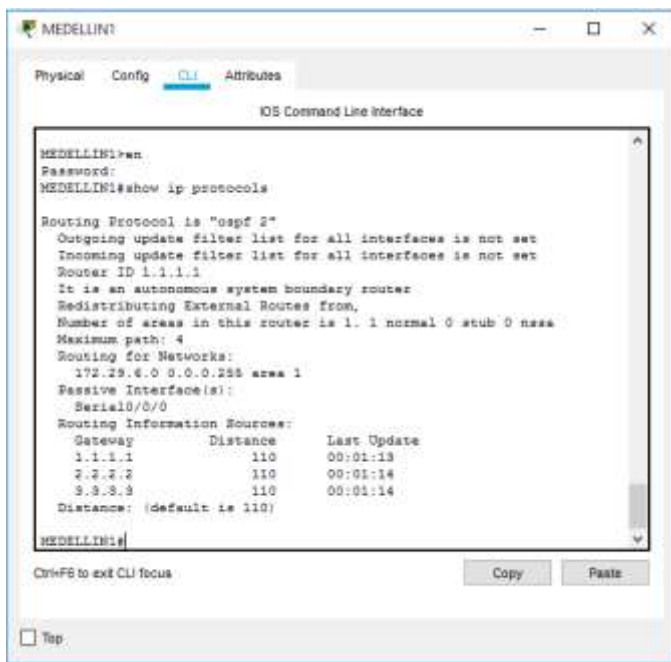 MEDELLIN1
Physical Config CLI Attributes
IOS Command Line Interface
MEDELLIN1>en
Password:
MEDELLIN1#show ip protocols
Routing Protocol is "ospf 2"
Outgoing update filter list for all interfaces is not set
Incoming update filter list for all interfaces is not set
Router ID 1.1.1.1
It is an autonomous system boundary router
Redistributing External Routes from,
Number of areas in this router is 1. 1 normal 0 stub 0 nssa
Maximum path: 4
Routing for Networks:
172.29.6.0 0.0.0.255 area 1
Passive Interface(s):
Serial0/0/0
Routing Information Sources:
Gateway Distance Last Update
1.1.1.1 110 00:01:13
2.2.2.2 110 00:01:14
3.3.3.3 110 00:01:14
Distance: (default is 110)
MEDELLIN1#
Ctrl+F6 to exit CLI focus
Copy Paste
Top